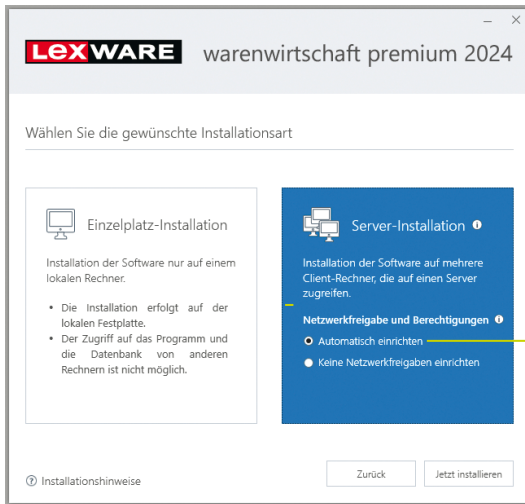 LEXWARE warenwirtschaft premium 2024
Wählen Sie die gewünschte Installationsart
Einzelplatz-Installation
Installation der Software nur auf einem
lokalen Rechner.
• Die Installation erfolgt auf der
lokalen Festplatte.
• Der Zugriff auf das Programm und
die Datenbank von anderen
Rechnern ist nicht möglich.
Server-Installation
Installation der Software auf mehrere
Client-Rechner, die auf einen Server
zugreifen.
Netzwerkfreigabe und Berechtigungen
Automatisch einrichten
Keine Netzwerkfreigaben einrichten
Installationshinweise
Zurück
Jetzt installieren